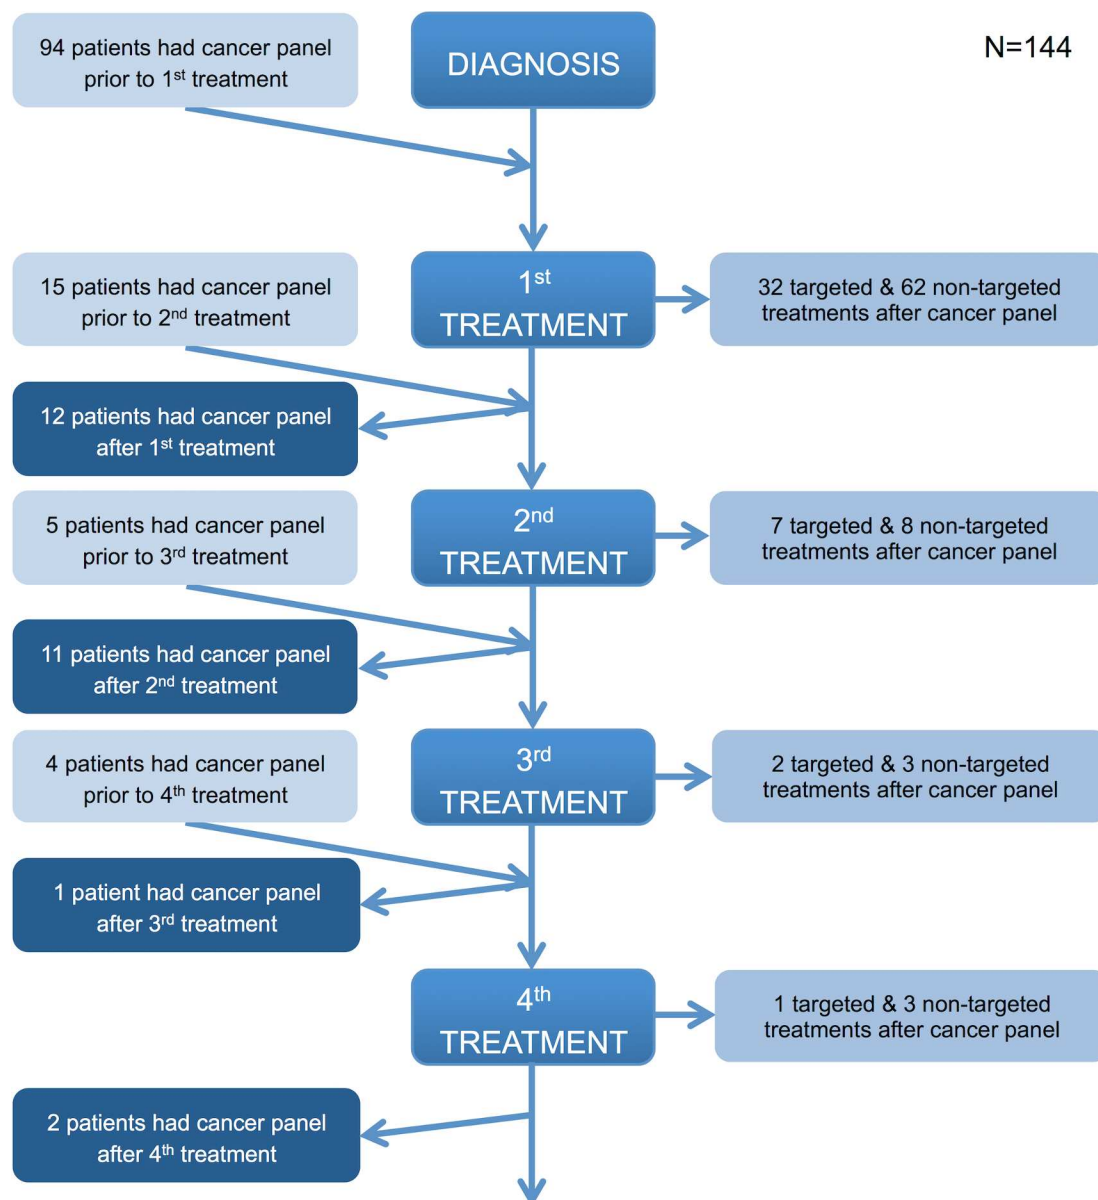 94 patients had cancer panel
prior to 1st treatment
DIAGNOSIS
N=144
15 patients had cancer panel
prior to 2nd treatment
1st
TREATMENT
32 targeted & 62 non-targeted
treatments after cancer panel
12 patients had cancer panel
after 1st treatment
5 patients had cancer panel
prior to 3rd treatment
2nd
TREATMENT
7 targeted & 8 non-targeted
treatments after cancer panel
11 patients had cancer panel
after 2nd treatment
4 patients had cancer panel
prior to 4th treatment
3rd
TREATMENT
2 targeted & 3 non-targeted
treatments after cancer panel
1 patient had cancer panel
after 3rd treatment
4th
TREATMENT
1 targeted & 3 non-targeted
treatments after cancer panel
2 patients had cancer panel
after 4th treatment